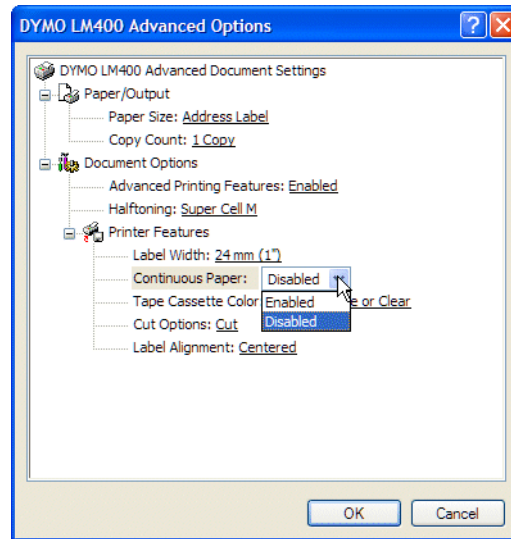 DYMO LM400 Advanced Options
DYMO LM400 Advanced Document Settings
Paper/Output
Paper Size: Address Label
Copy Count: 1 Copy
Document Options
Advanced Printing Features: Enabled
Halftoning: Super Cell M
Printer Features
Label Width: 24 mm (1")
Continuous Paper: Disabled
Tape Cassette Color or Clear
Enabled
Disabled
Cut Options: Cut
Label Alignment: Centered
OK Cancel